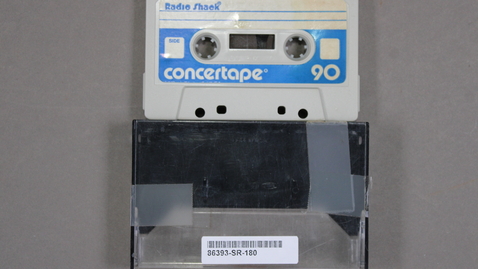 Radio Shack
SIDE
concertape®
90
86393-SR-180